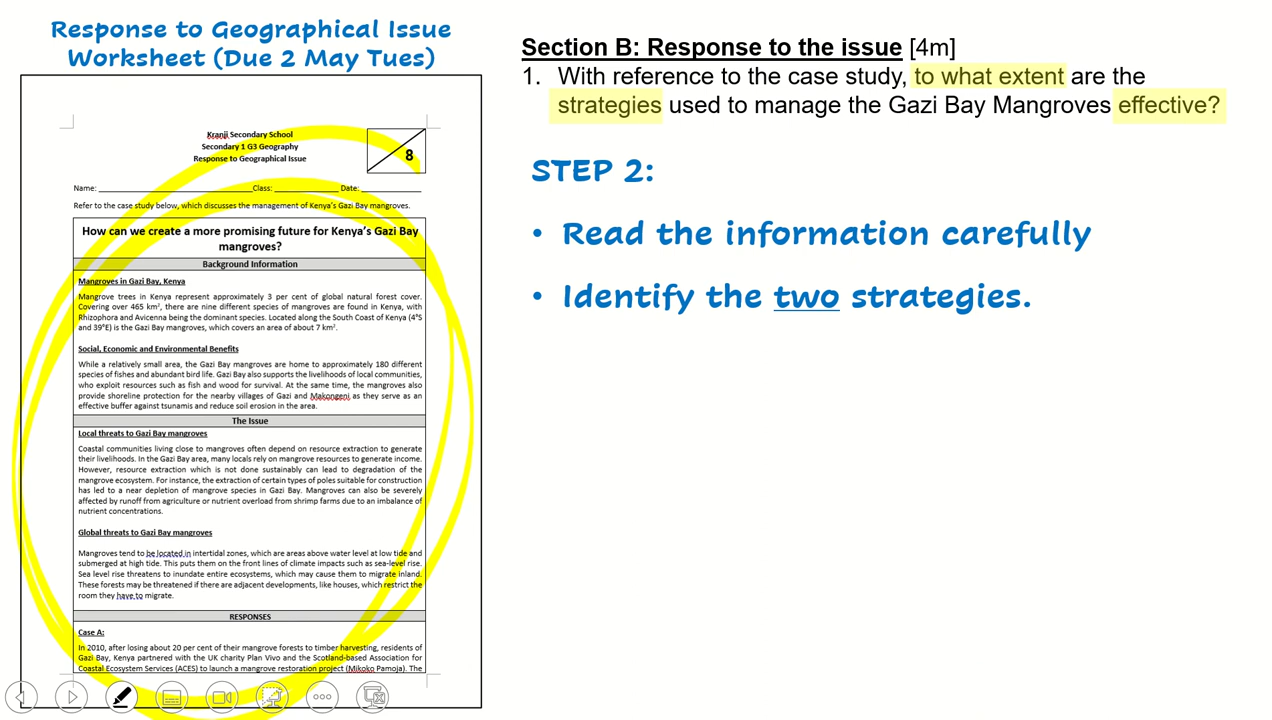 Response to Geographical Issue
Worksheet (Due 2 May Tues)
Kranji Secondary School
Secondary 1 G3 Geography
Response to Geographical Issue
8
Name: Class: Date:
Refer to the case study below, which discusses the management of Kenya's Gazi Bay mangroves.
How can we create a more promising future for Kenya's Gazi Bay
mangroves?
Background Information
Mangroves in Gazi Bay, Kenya
Mangrove trees in Kenya represent approximately 3 per cent of global natural forest cover.
Covering over 465 km², there are nine different species of mangroves are found in Kenya, with
Rhizophora and Avicenna being the dominant species. Located along the South Coast of Kenya (4°S
and 39°E) is the Gazi Bay mangroves, which covers an area of about 7 km².
Social, Economic and Environmental Benefits
While a relatively small area, the Gazi Bay mangroves are home to approximately 180 different
species of fishes and abundant bird life. Gazi Bay also supports the livelihoods of local communities,
who exploit resources such as fish and wood for survival. At the same time, the mangroves also
provide shoreline protection for the nearby villages of Gazi and Makongeni as they serve as an
effective buffer against tsunamis and reduce soil erosion in the area.
The Issue
Local threats to Gazi Bay mangroves
Coastal communities living close to mangroves often depend on resource extraction to generate
their livelihoods. In the Gazi Bay area, many locals rely on mangrove resources to generate income.
However, resource extraction which is not done sustainably can lead to degradation of the
mangrove ecosystem. For instance, the extraction of certain types of poles suitable for construction
has led to a near depletion of mangrove species in Gazi Bay. Mangroves can also be severely
affected by runoff from agriculture or nutrient overload from shrimp farms due to an imbalance of
nutrient concentrations.
Global threats to Gazi Bay mangroves
Mangroves tend to be located in intertidal zones, which are areas above water level at low tide and
submerged at high tide. This puts them on the front lines of climate impacts such as sea-level rise.
Sea level rise threatens to inundate entire ecosystems, which may cause them to migrate inland.
These forests may be threatened if there are adjacent developments, like houses, which restrict the
room they have to migrate.
RESPONSES
Case A:
In 2010, after losing about 20 per cent of their mangrove forests to timber harvesting, residents of
Gazi Bay, Kenya partnered with the UK charity Plan Vivo and the Scotland-based Association for
Coastal Ecosystem Services (ACES) to launch a mangrove restoration project (Mikoko Pamoja). The
Section B: Response to the issue [4m]
1. With reference to the case study, to what extent are the
strategies used to manage the Gazi Bay Mangroves effective?
STEP 2:
• Read the information carefully
• Identify the two strategies.